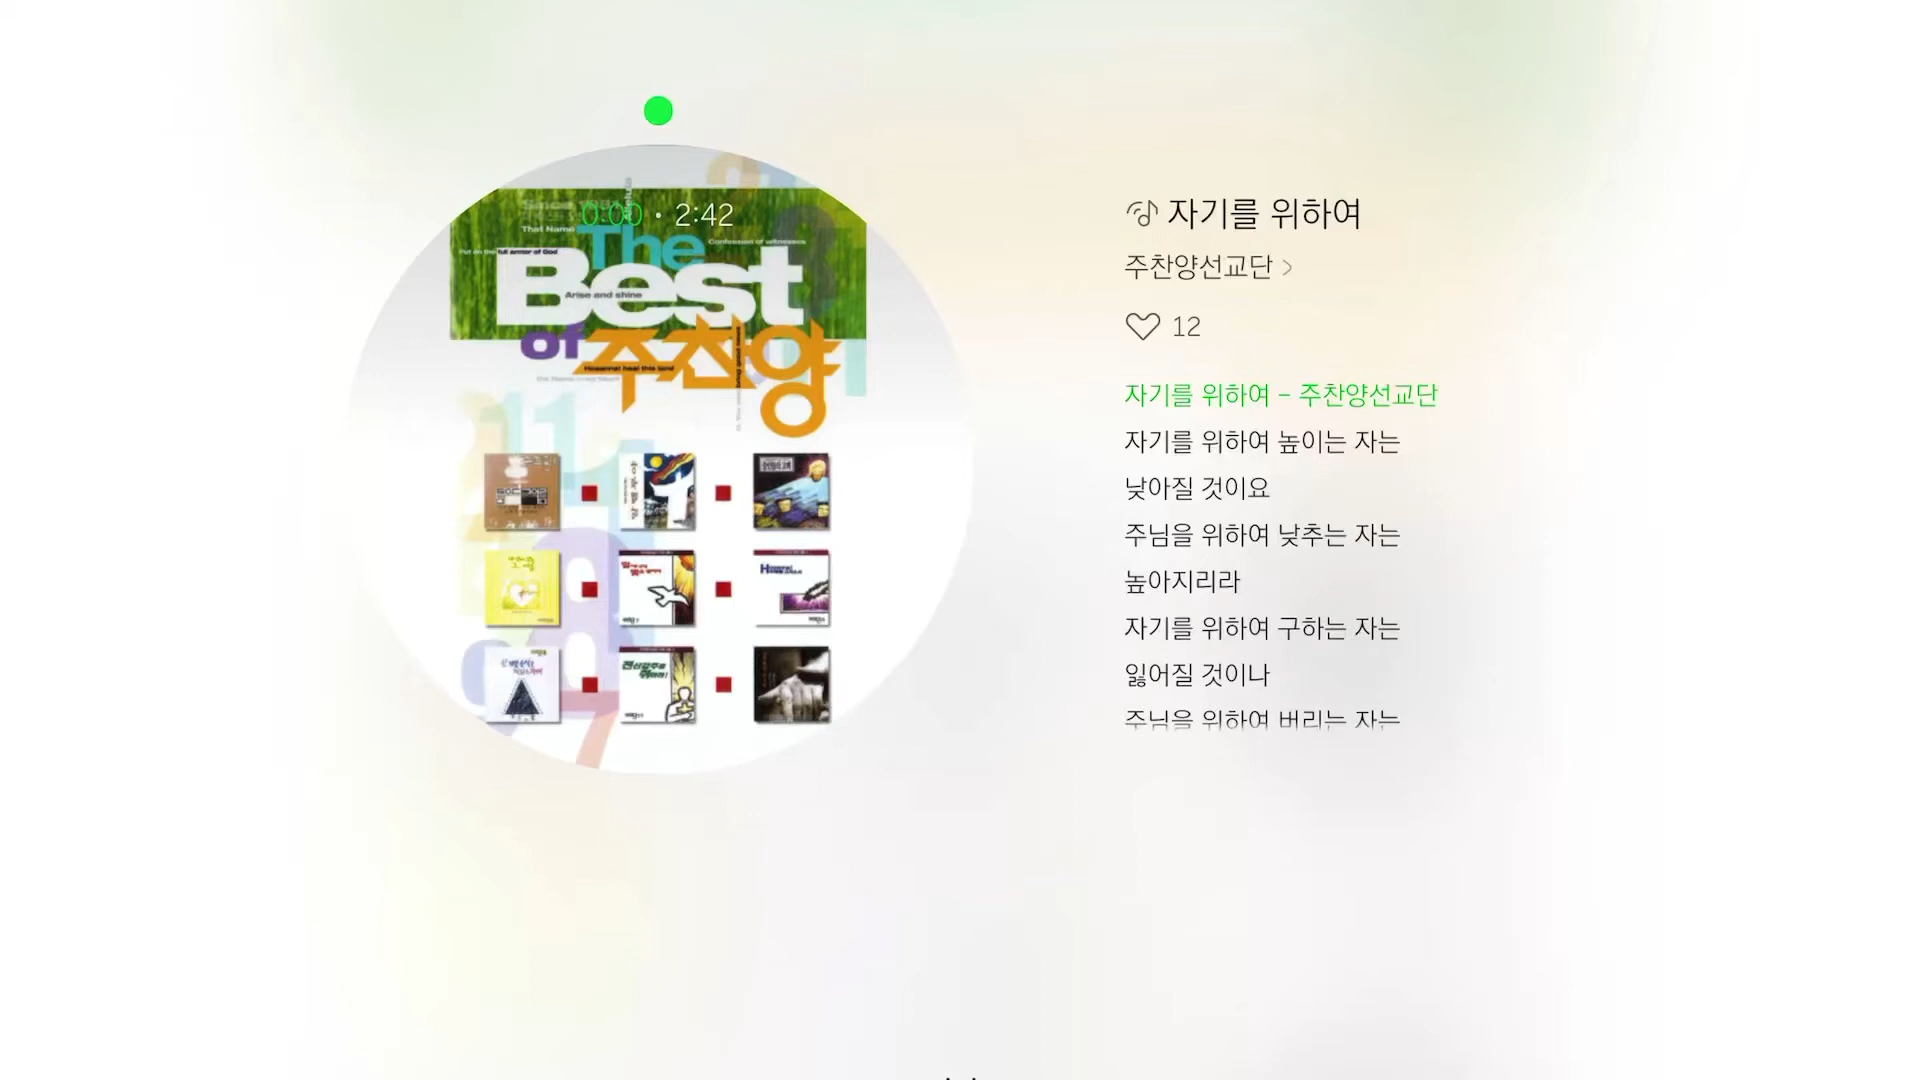 0:00 · 2:42
That Name
Confession of witnesses
Put on the full armor of God
The
Best
Arise and shine
of 주찬양
Hosanna! heal this land
자기를 위하여
주찬양선교단 >
12
자기를 위하여 - 주찬양선교단
자기를 위하여 높이는 자는
낮아질 것이요
주님을 위하여 낮추는 자는
높아지리라
자기를 위하여 구하는 자는
잃어질 것이나
주님을 위하여 버리는 자는